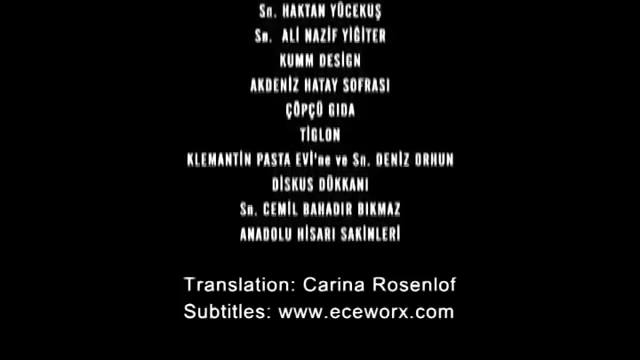 Sn. HAKTAN YÜCEKUŞ
Sn. ALİ NAZİF YİĞİTER
KUMM DESİGN
AKDENİZ HATAY SOFRASI
ÇÖPÇÜ GIDA
TİGLON
KLEMANTİN PASTA EVİ'ne ve Sn. DENİZ ORHUN
DİSKUS DÜKKANI
Sn. CEMİL BAHADIR BIKMAZ
ANADOLU HİSARI SAKİNLERİ
Translation: Carina Rosenlof
Subtitles: www.eceworx.com